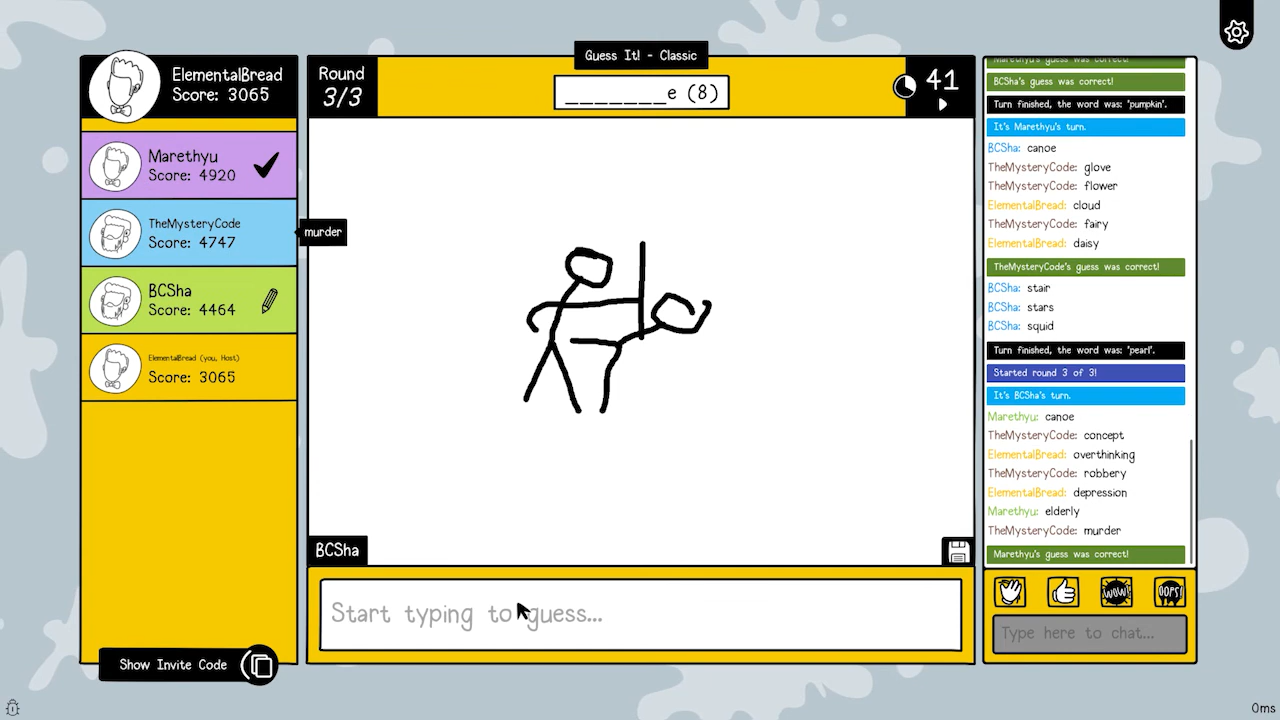 Guess It! - Classic
ElementalBread
Score: 3065
Round
3/3
_______e (8)
41
Marethyu
Score: 4920
TheMysteryCode
Score: 4747
murder
BCSha
Score: 4464
ElementalBread (you, Host)
Score: 3065
Show Invite Code
BCSha
Start typing to guess...
Marethyu's guess was correct!
BCSha's guess was correct!
Turn finished, the word was: 'pumpkin'.
It's Marethyu's turn.
BCSha: canoe
TheMysteryCode: glove
TheMysteryCode: flower
ElementalBread: cloud
TheMysteryCode: fairy
ElementalBread: daisy
TheMysteryCode's guess was correct!
BCSha: stair
BCSha: stars
BCSha: squid
Turn finished, the word was: 'pearl'.
Started round 3 of 3!
It's BCSha's turn.
Marethyu: canoe
TheMysteryCode: concept
ElementalBread: overthinking
TheMysteryCode: robbery
ElementalBread: depression
Marethyu: elderly
TheMysteryCode: murder
Marethyu's guess was correct!
WOW!
OOPS!
Type here to chat...
0ms